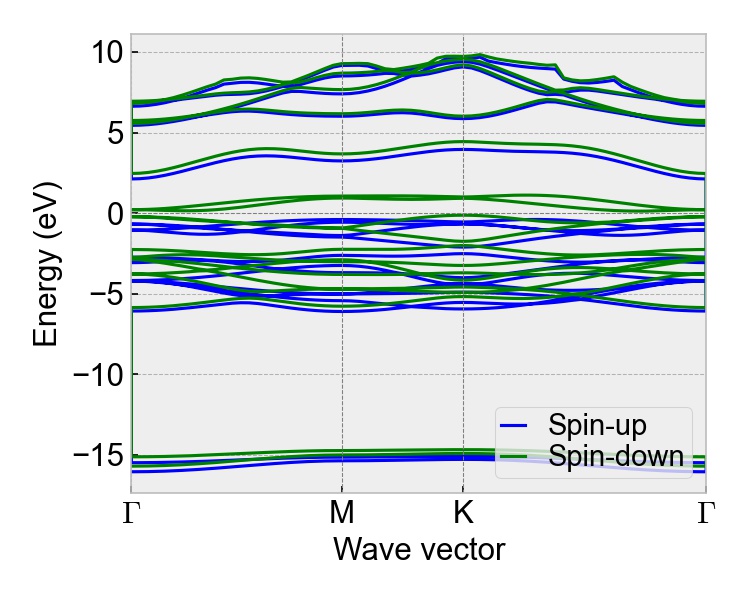 10
5
0
−5
−10
−15
Energy (eV)
Spin-up
Spin-down
Γ M K Γ
Wave vector